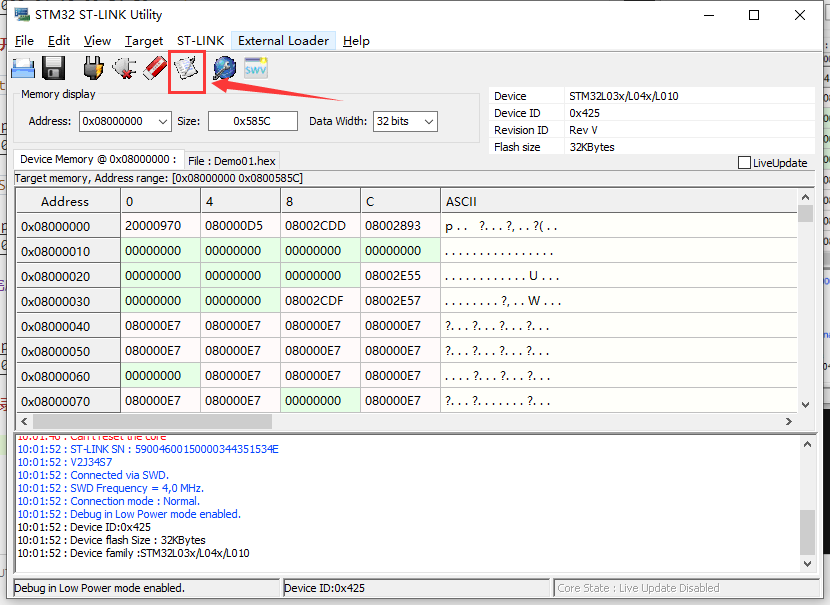 STM32 ST-LINK Utility
File Edit View Target ST-LINK External Loader Help
SWV
Memory display
Address: 0x08000000 Size: 0x585C Data Width: 32 bits
Device STM32L03x/L04x/L010
Device ID 0x425
Revision ID Rev V
Flash size 32KBytes
LiveUpdate
Device Memory @ 0x08000000 : File : Demo01.hex
Target memory, Address range: [0x08000000 0x0800585C]
Address 0 4 8 C ASCII
0x08000000 20000970 080000D5 08002CDD 08002893 p . . ?. . . ?, . . ?( . .
0x08000010 00000000 00000000 00000000 00000000 . . . . . . . . . . . . . . . .
0x08000020 00000000 00000000 00000000 08002E55 . . . . . . . . . . . . U . . .
0x08000030 00000000 00000000 08002CDF 08002E57 . . . . . . . . ?, . . W . . .
0x08000040 080000E7 080000E7 080000E7 080000E7 ?. . . ?. . . ?. . . ?. . .
0x08000050 080000E7 080000E7 080000E7 080000E7 ?. . . ?. . . ?. . . ?. . .
0x08000060 00000000 080000E7 080000E7 080000E7 . . . . ?. . . ?. . . ?. . .
0x08000070 080000E7 080000E7 00000000 080000E7 ?. . . ?. . . . . . . ?. . .
10:01:46 : Can't reset the core
10:01:52 : ST-LINK SN : 59004600150000344351534E
10:01:52 : V2J34S7
10:01:52 : Connected via SWD.
10:01:52 : SWD Frequency = 4,0 MHz.
10:01:52 : Connection mode : Normal.
10:01:52 : Debug in Low Power mode enabled.
10:01:52 : Device ID:0x425
10:01:52 : Device flash Size : 32KBytes
10:01:52 : Device family :STM32L03x/L04x/L010
Debug in Low Power mode enabled. Device ID:0x425 Core State : Live Update Disabled